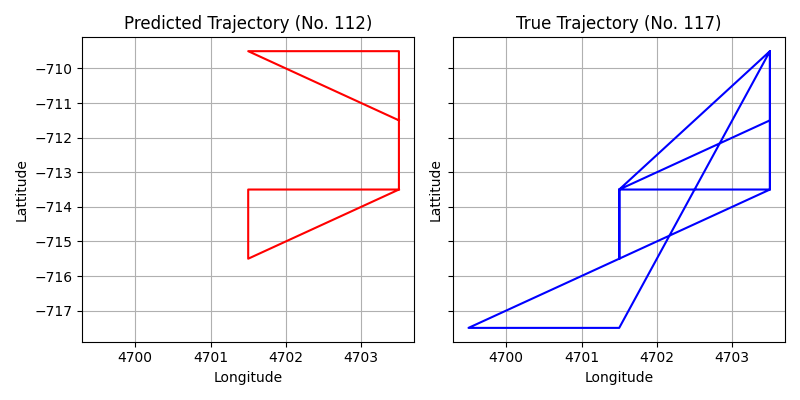 Predicted Trajectory (No. 112)
Lattitude
−710
−711
−712
−713
−714
−715
−716
−717
4700
4701
4702
4703
Longitude
True Trajectory (No. 117)
Lattitude
4700
4701
4702
4703
Longitude